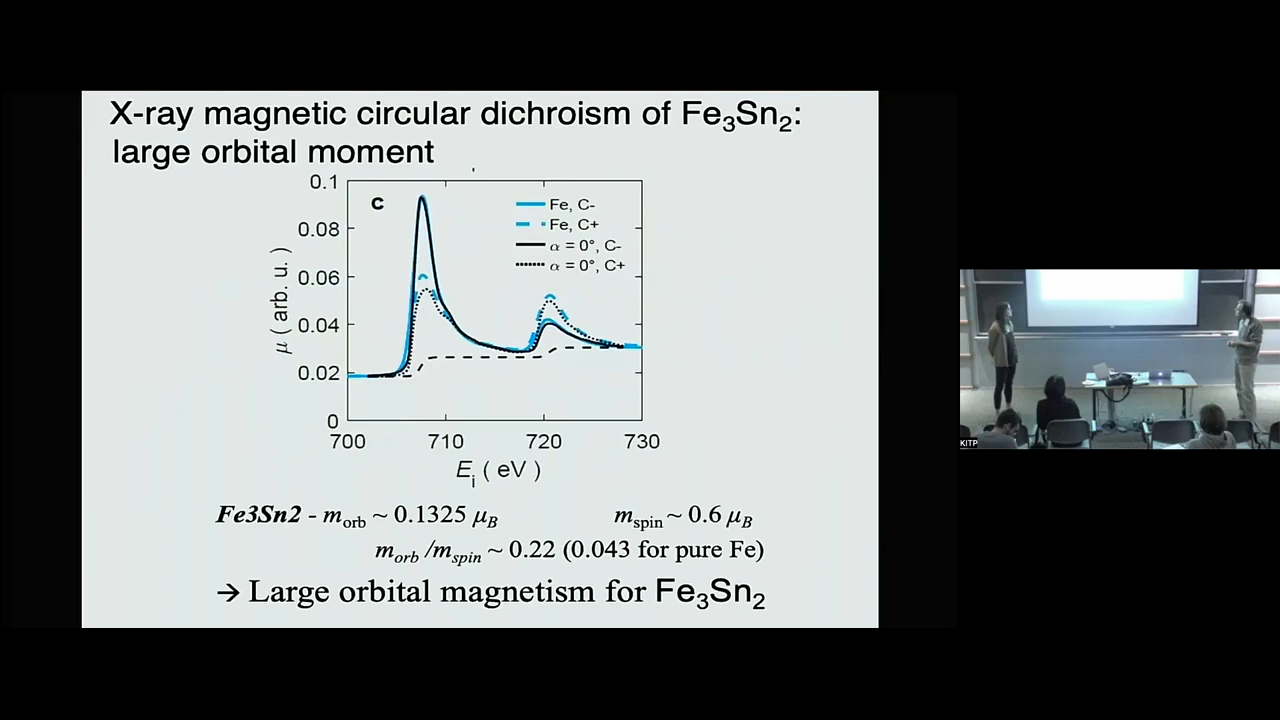 X-ray magnetic circular dichroism of Fe₃Sn₂:
large orbital moment
c
Fe, C-
Fe, C+
α = 0°, C-
α = 0°, C+
0.1
0.08
0.06
0.04
0.02
0
μ ( arb. u. )
700 710 720 730
Eᵢ ( eV )
Fe3Sn2 - m_orb ~ 0.1325 μ_B m_spin ~ 0.6 μ_B
m_orb /m_spin ~ 0.22 (0.043 for pure Fe)
→ Large orbital magnetism for Fe₃Sn₂
KITP